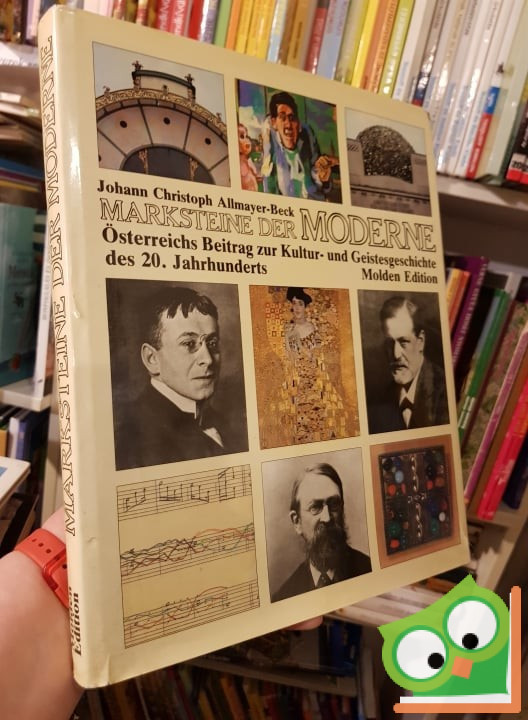 Johann Christoph Allmayer-Beck
MARKSTEINE DER MODERNE
Österreichs Beitrag zur Kultur- und Geistesgeschichte
des 20. Jahrhunderts
Molden Edition
MARKSTEINE DER MODERNE
Edition